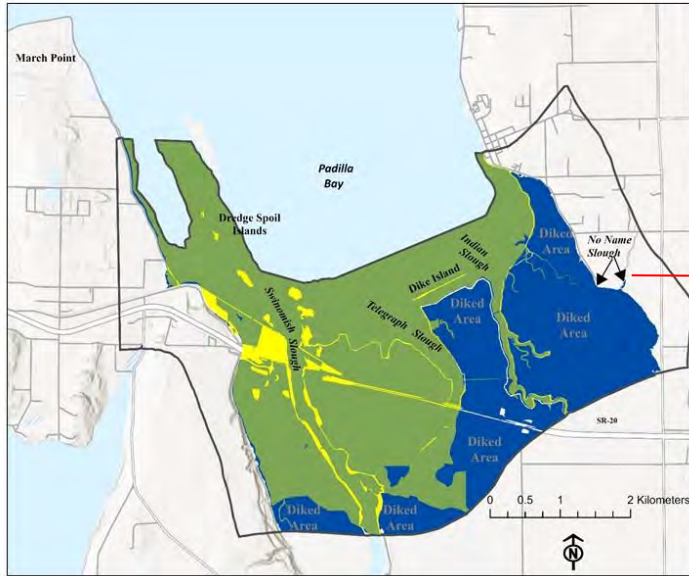 March Point
Padilla
Bay
Dredge Spoil
Islands
Indian
Slough
Diked
Area
No Name
Slough
Dike Island
Swinomish Slough
Telegraph Slough
Diked
Area
Diked
Area
SR-20
Diked
Area
Diked
Area
Diked
Area
0 0.5 1 2 Kilometers
N